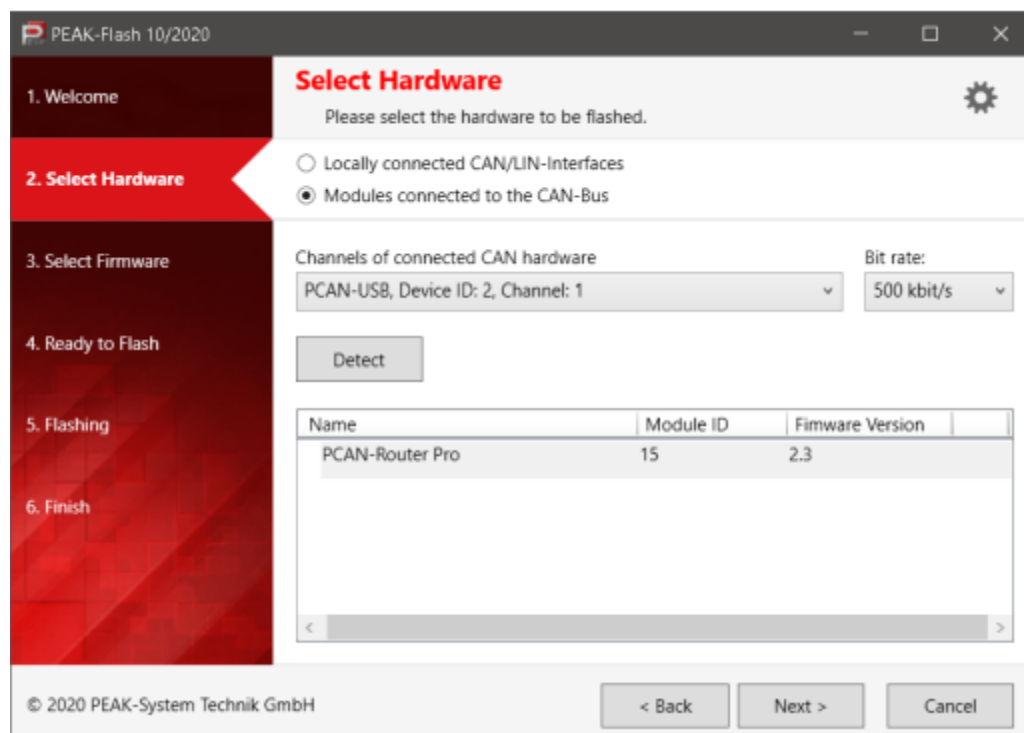 PEAK-Flash 10/2020
1. Welcome
2. Select Hardware
3. Select Firmware
4. Ready to Flash
5. Flashing
6. Finish
Select Hardware
Please select the hardware to be flashed.
Locally connected CAN/LIN-Interfaces
Modules connected to the CAN-Bus
Channels of connected CAN hardware Bit rate:
PCAN-USB, Device ID: 2, Channel: 1 500 kbit/s
Detect
Name Module ID Fimware Version
PCAN-Router Pro 15 2.3
© 2020 PEAK-System Technik GmbH < Back Next > Cancel